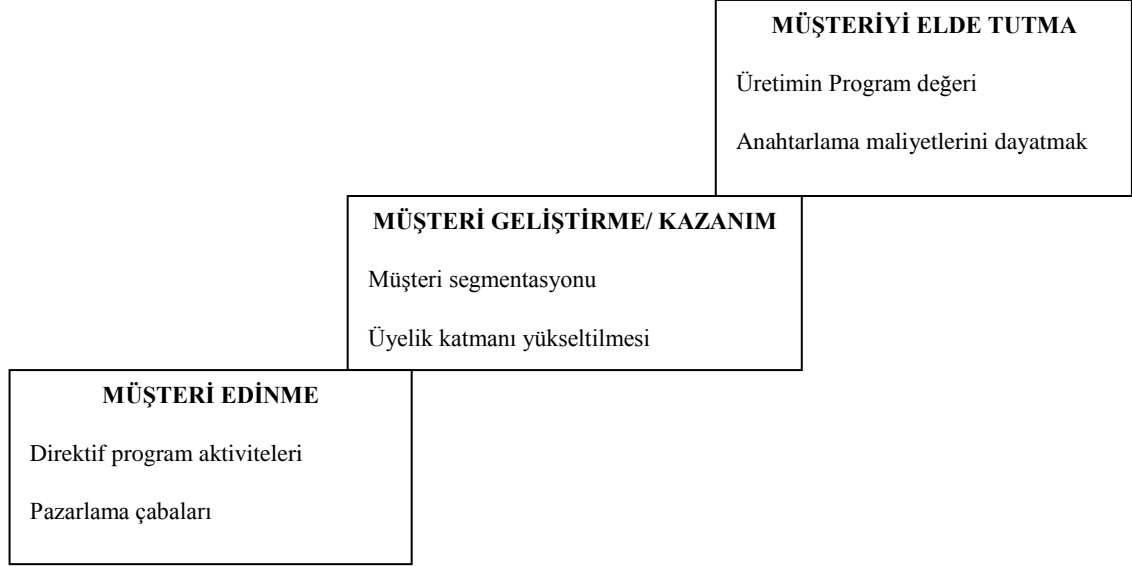 MÜŞTERİYİ ELDE TUTMA
Üretimin Program değeri
Anahtarlama maliyetlerini dayatmak
MÜŞTERİ GELİŞTİRME/ KAZANIM
Müşteri segmentasyonu
Üyelik katmanı yükseltilmesi
MÜŞTERİ EDİNME
Direktif program aktiviteleri
Pazarlama çabaları